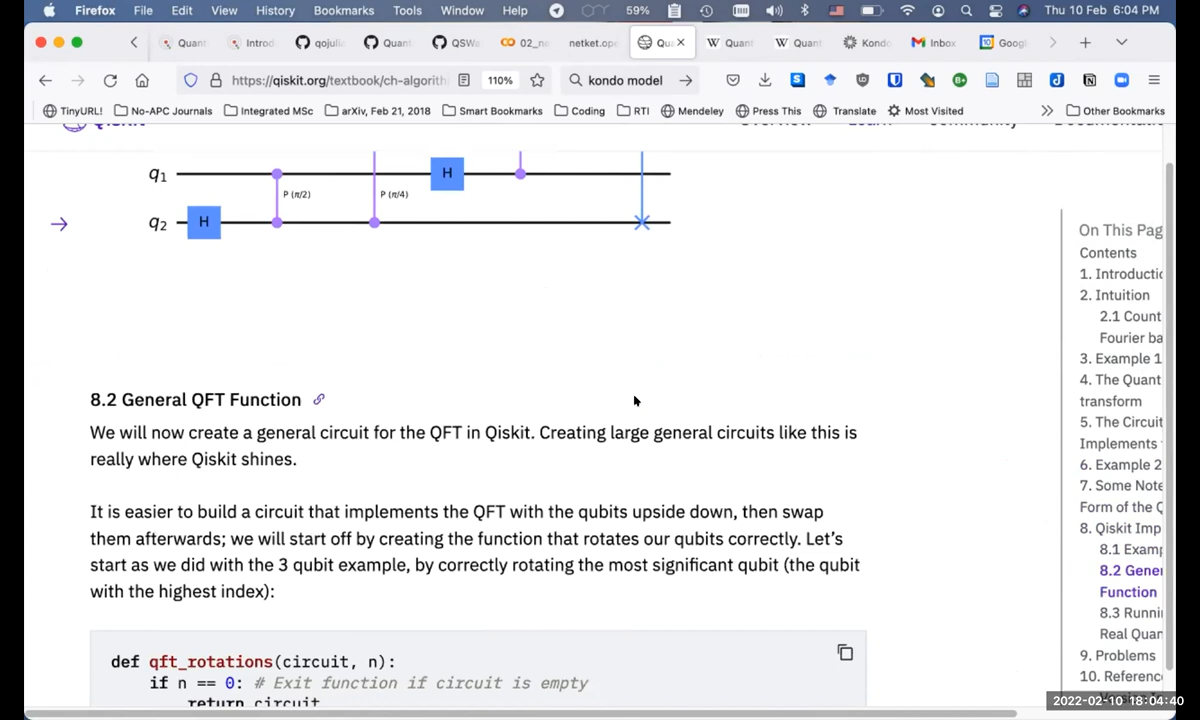 Firefox File Edit View History Bookmarks Tools Window Help 59% Thu 10 Feb 6:04 PM
Quant Introd qojulia Quant QSWa 02_ne netket.ope Qua Quant Quant Kondo Inbox Googl
https://qiskit.org/textbook/ch-algorith 110% kondo model
TinyURL! No-APC Journals Integrated MSc arXiv, Feb 21, 2018 Smart Bookmarks Coding RTI Mendeley Press This Translate Most Visited Other Bookmarks
q1 H P (π/2) P (π/4)
q2 H
8.2 General QFT Function
We will now create a general circuit for the QFT in Qiskit. Creating large general circuits like this is
really where Qiskit shines.
It is easier to build a circuit that implements the QFT with the qubits upside down, then swap
them afterwards; we will start off by creating the function that rotates our qubits correctly. Let's
start as we did with the 3 qubit example, by correctly rotating the most significant qubit (the qubit
with the highest index):
def qft_rotations(circuit, n):
if n == 0: # Exit function if circuit is empty
return circuit
On This Pag
Contents
1. Introductio
2. Intuition
2.1 Count
Fourier ba
3. Example 1
4. The Quant
transform
5. The Circuit
Implements
6. Example 2
7. Some Note
Form of the Q
8. Qiskit Imp
8.1 Examp
8.2 Gener
Function
8.3 Runni
Real Quan
9. Problems
10. Reference
2022-02-10 18:04:40